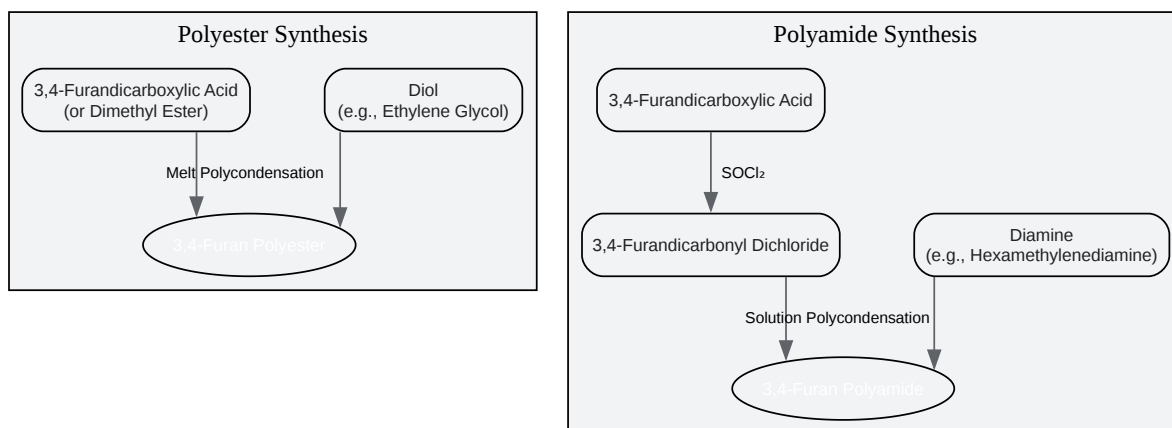 Polyester Synthesis
3,4-Furandicarboxylic Acid
(or Dimethyl Ester)
Diol
(e.g., Ethylene Glycol)
Melt Polycondensation
3,4-Furan Polyester
Polyamide Synthesis
3,4-Furandicarboxylic Acid
SOCl₂
3,4-Furandicarbonyl Dichloride
Diamine
(e.g., Hexamethylenediamine)
Solution Polycondensation
3,4-Furan Polyamide